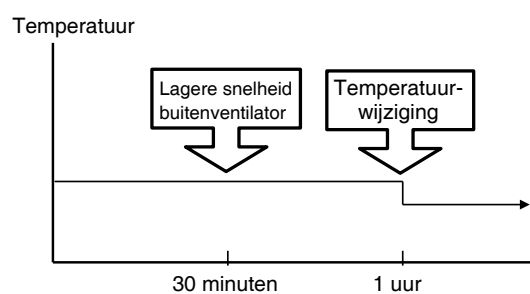 Temperatuur
Lagere snelheid
buitenventilator
Temperatuur-
wijziging
30 minuten
1 uur